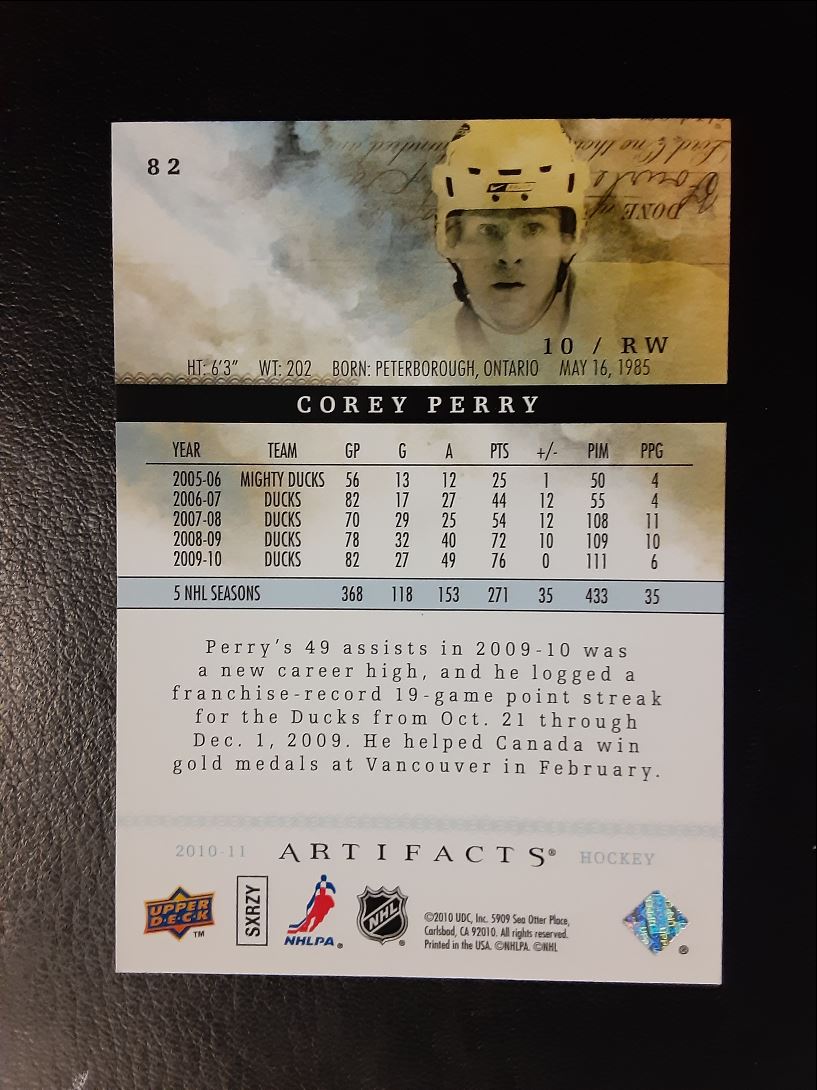 82
DONE
10 / RW
HT: 6'3" WT: 202 BORN: PETERBOROUGH, ONTARIO MAY 16, 1985
COREY PERRY
YEAR TEAM GP G A PTS +/- PIM PPG
2005-06 MIGHTY DUCKS 56 13 12 25 1 50 4
2006-07 DUCKS 82 17 27 44 12 55 4
2007-08 DUCKS 70 29 25 54 12 108 11
2008-09 DUCKS 78 32 40 72 10 109 10
2009-10 DUCKS 82 27 49 76 0 111 6
5 NHL SEASONS 368 118 153 271 35 433 35
Perry's 49 assists in 2009-10 was
a new career high, and he logged a
franchise-record 19-game point streak
for the Ducks from Oct. 21 through
Dec. 1, 2009. He helped Canada win
gold medals at Vancouver in February.
2010-11 ARTIFACTS® HOCKEY
UPPER
D·E·C·K
TM
SXRZY
NHLPA®
NHL®
©2010 UDC, Inc. 5909 Sea Otter Place,
Carlsbad, CA 92010. All rights reserved.
Printed in the USA. ©NHLPA. ©NHL
®